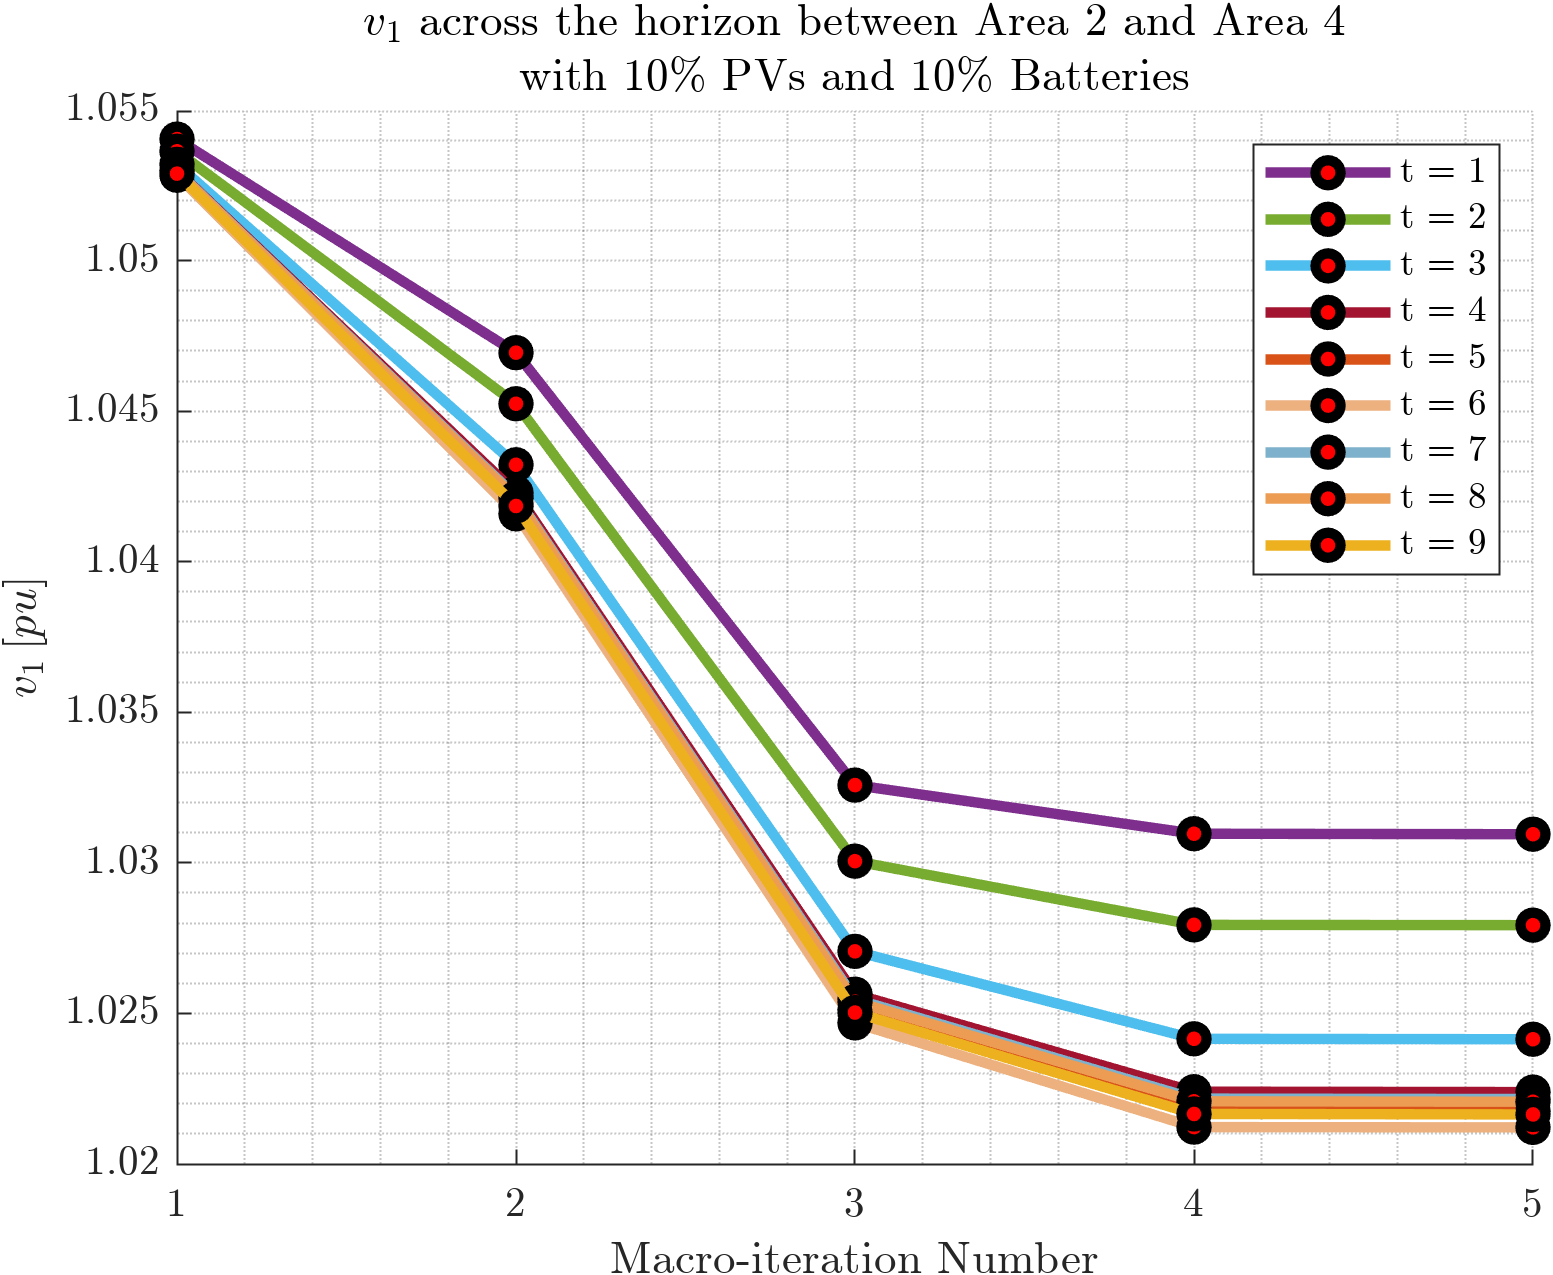 v₁ across the horizon between Area 2 and Area 4
with 10% PVs and 10% Batteries
1.055
1.05
1.045
1.04
1.035
1.03
1.025
1.02
v₁ [pu]
t = 1
t = 2
t = 3
t = 4
t = 5
t = 6
t = 7
t = 8
t = 9
1 2 3 4 5
Macro-iteration Number